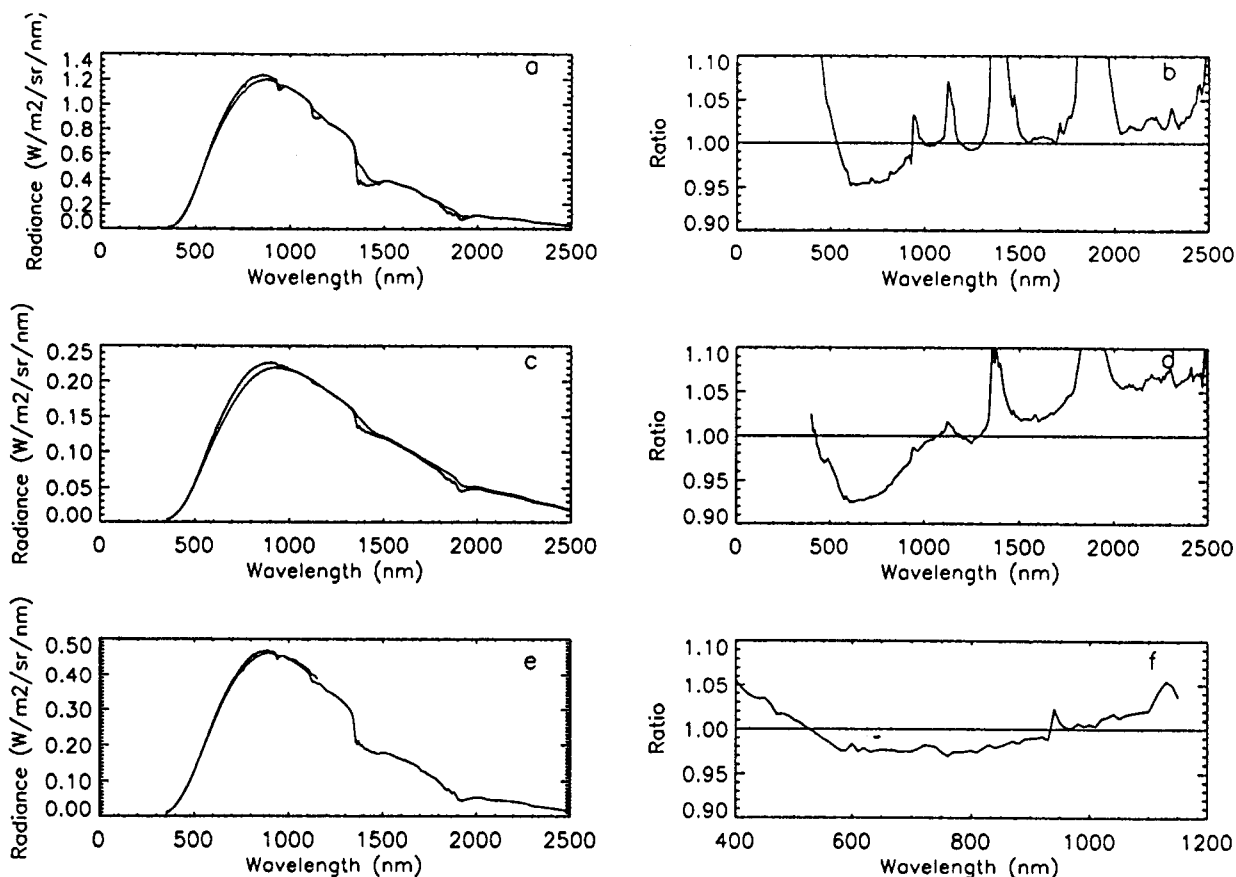 Radiance (W/m2/sr/nm)
1.4
1.2
1.0
0.8
0.6
0.4
0.2
0.0
a
0 500 1000 1500 2000 2500
Wavelength (nm)
Ratio
1.10
1.05
1.00
0.95
0.90
b
0 500 1000 1500 2000 2500
Wavelength (nm)
Radiance (W/m2/sr/nm)
0.25
0.20
0.15
0.10
0.05
0.00
c
0 500 1000 1500 2000 2500
Wavelength (nm)
Ratio
1.10
1.05
1.00
0.95
0.90
d
0 500 1000 1500 2000 2500
Wavelength (nm)
Radiance (W/m2/sr/nm)
0.50
0.40
0.30
0.20
0.10
0.00
e
0 500 1000 1500 2000 2500
Wavelength (nm)
Ratio
1.10
1.05
1.00
0.95
0.90
f
400 600 800 1000 1200
Wavelength (nm)